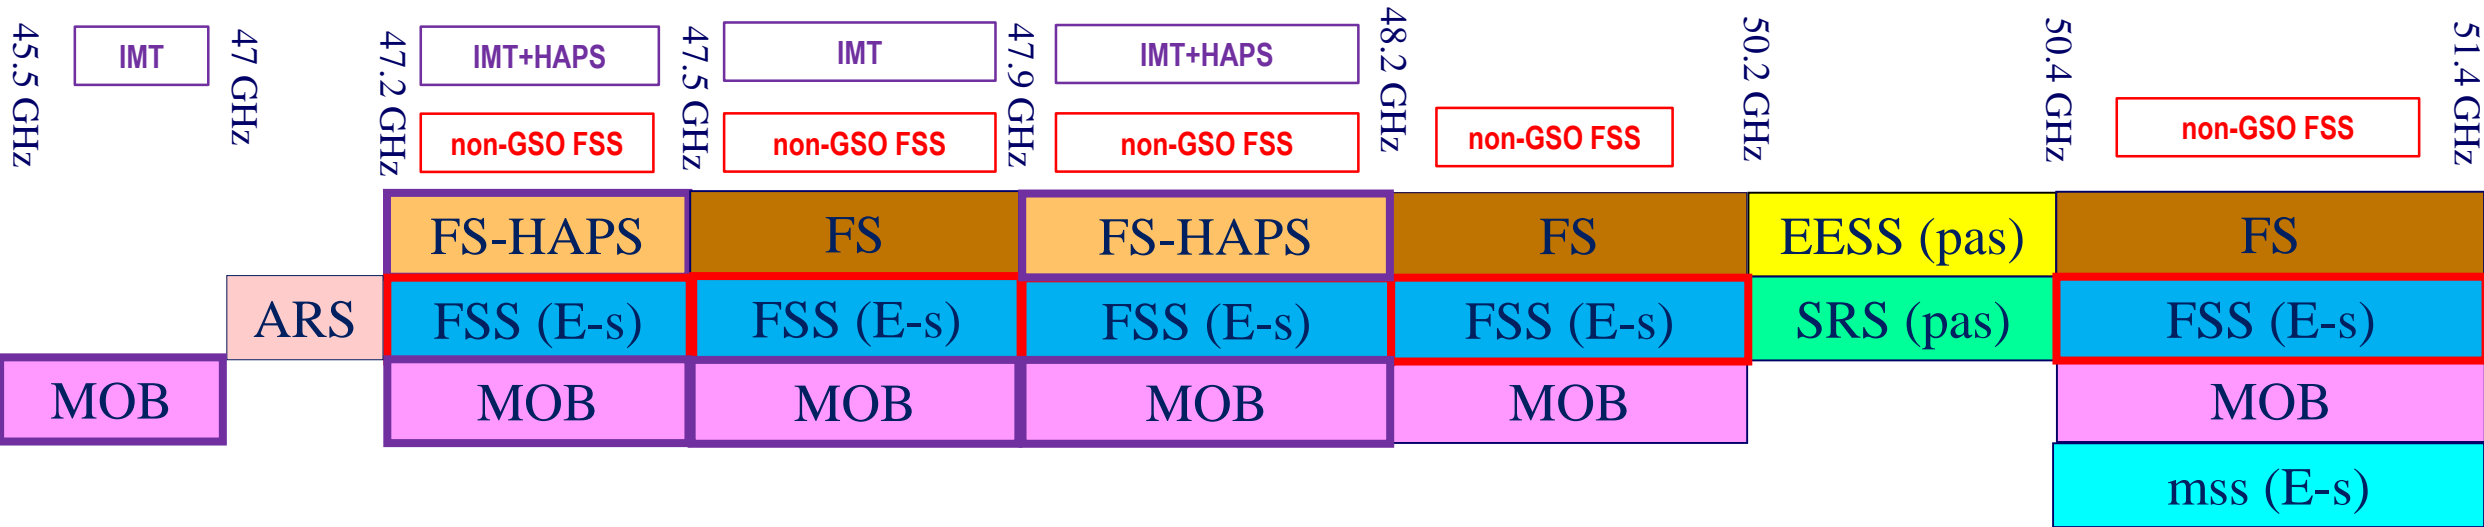 45.5 GHz
IMT
47 GHz
47.2 GHz
IMT+HAPS
47.5 GHz
IMT
47.9 GHz
IMT+HAPS
48.2 GHz
50.2 GHz
50.4 GHz
51.4 GHz
non-GSO FSS
non-GSO FSS
non-GSO FSS
non-GSO FSS
non-GSO FSS
FS-HAPS
FS
FS-HAPS
FS
EESS (pas)
FS
ARS
FSS (E-s)
FSS (E-s)
FSS (E-s)
FSS (E-s)
SRS (pas)
FSS (E-s)
MOB
MOB
MOB
MOB
MOB
MOB
mss (E-s)